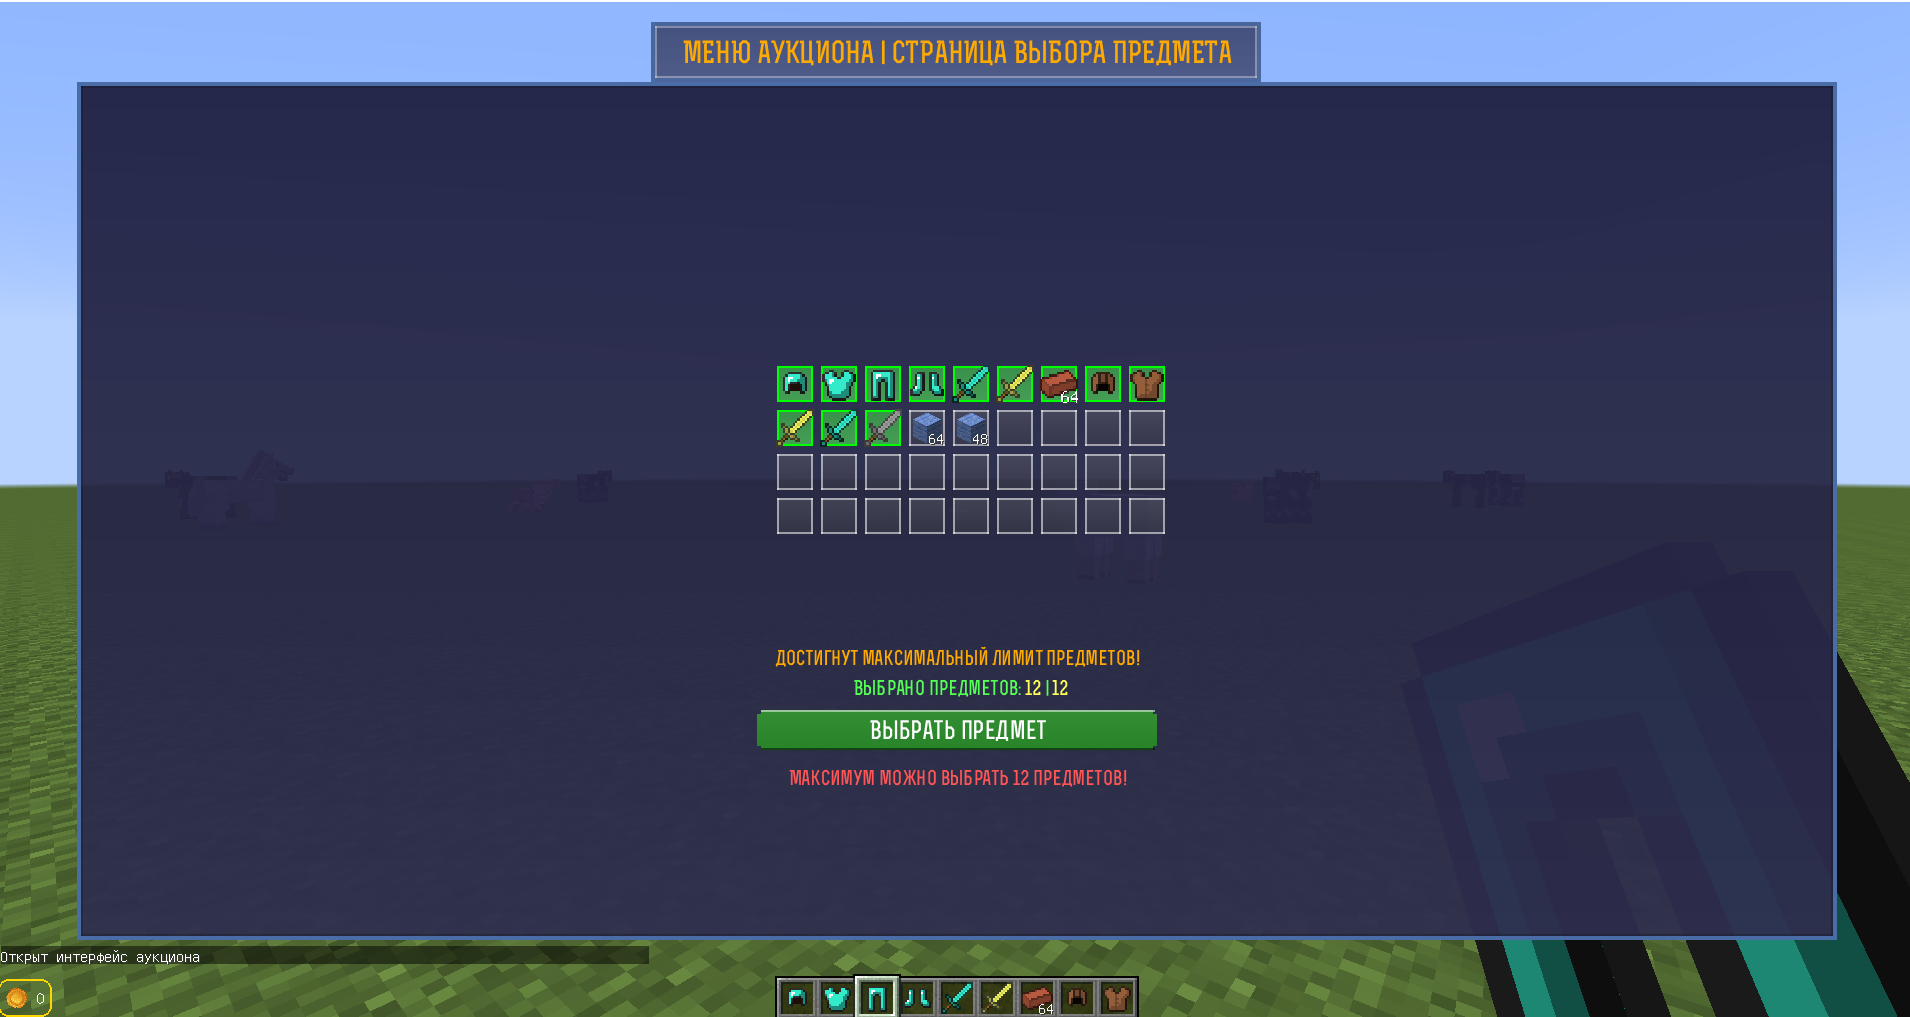 МЕНЮ АУКЦИОНА | СТРАНИЦА ВЫБОРА ПРЕДМЕТА
64
64
48
ДОСТИГНУТ МАКСИМАЛЬНЫЙ ЛИМИТ ПРЕДМЕТОВ!
ВЫБРАНО ПРЕДМЕТОВ: 12 | 12
ВЫБРАТЬ ПРЕДМЕТ
МАКСИМУМ МОЖНО ВЫБРАТЬ 12 ПРЕДМЕТОВ!
Открыт интерфейс аукциона
0
64